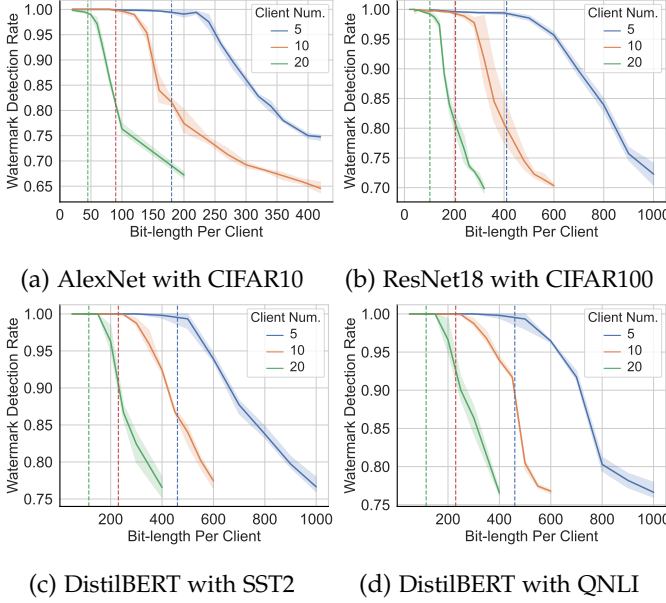 Watermark Detection Rate
1.00
0.95
0.90
0.85
0.80
0.75
0.70
0.65
Client Num.
5
10
20
0 50 100 150 200 250 300 350 400
Bit-length Per Client
(a) AlexNet with CIFAR10
Watermark Detection Rate
1.00
0.95
0.90
0.85
0.80
0.75
0.70
Client Num.
5
10
20
0 200 400 600 800 1000
Bit-length Per Client
(b) ResNet18 with CIFAR100
Watermark Detection Rate
1.00
0.95
0.90
0.85
0.80
0.75
Client Num.
5
10
20
200 400 600 800 1000
Bit-length Per Client
(c) DistilBERT with SST2
Watermark Detection Rate
1.00
0.95
0.90
0.85
0.80
0.75
Client Num.
5
10
20
200 400 600 800 1000
Bit-length Per Client
(d) DistilBERT with QNLI